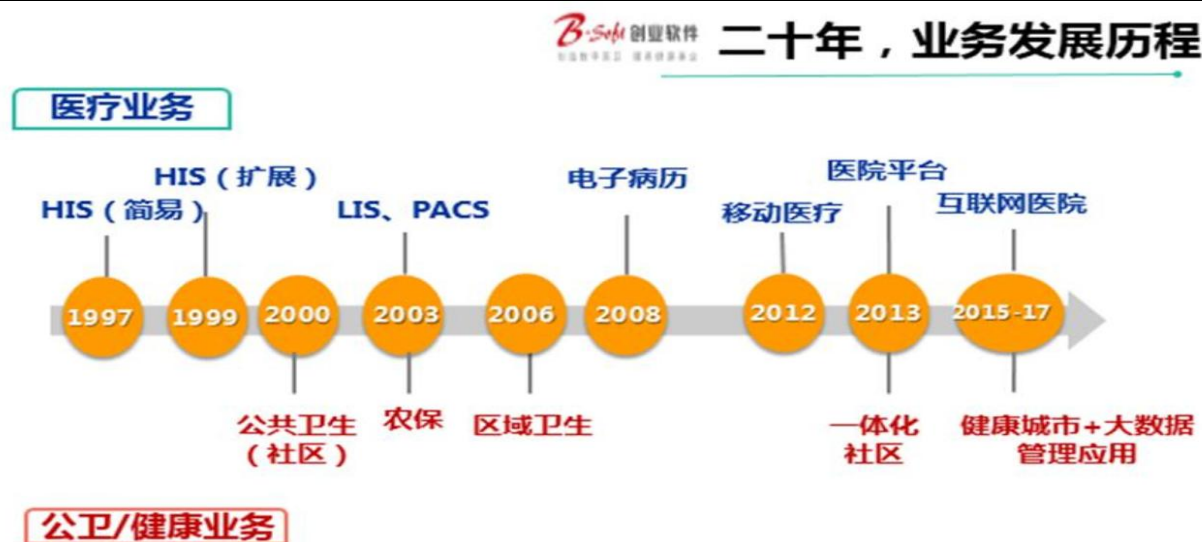 B·Soft 创业软件 二十年，业务发展历程
医疗业务
HIS（扩展）
HIS（简易）
LIS、PACS
电子病历
移动医疗
医院平台
互联网医院
1997 1999 2000 2003 2006 2008 2012 2013 2015-17
公共卫生
（社区）
农保
区域卫生
一体化
社区
健康城市+大数据
管理应用
公卫/健康业务